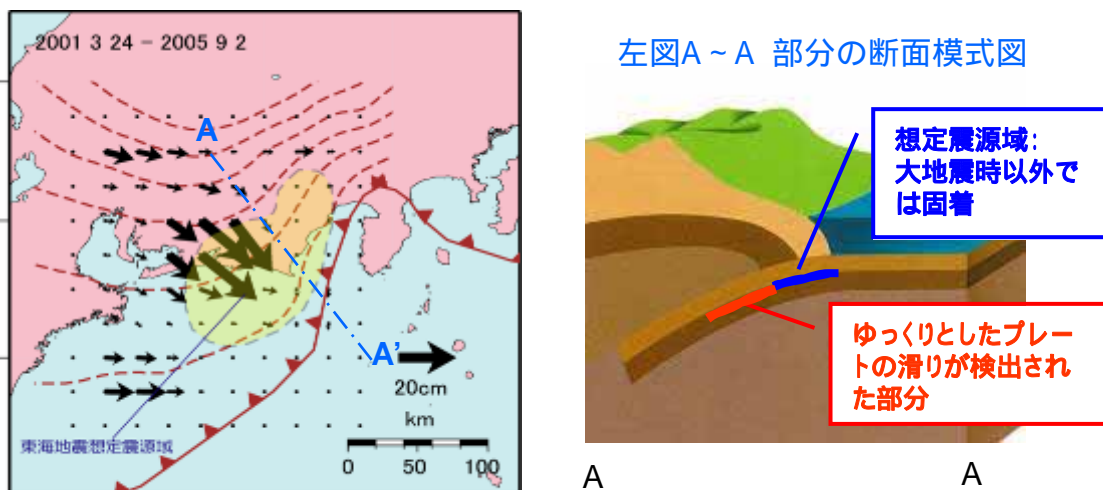 2001 3 24 − 2005 9 2
A
A’
20cm
km
0 50 100
東海地震想定震源域
左図A ~ A 部分の断面模式図
想定震源域:
大地震時以外で
は固着
ゆっくりとしたプレー
トの滑りが検出され
た部分
A A